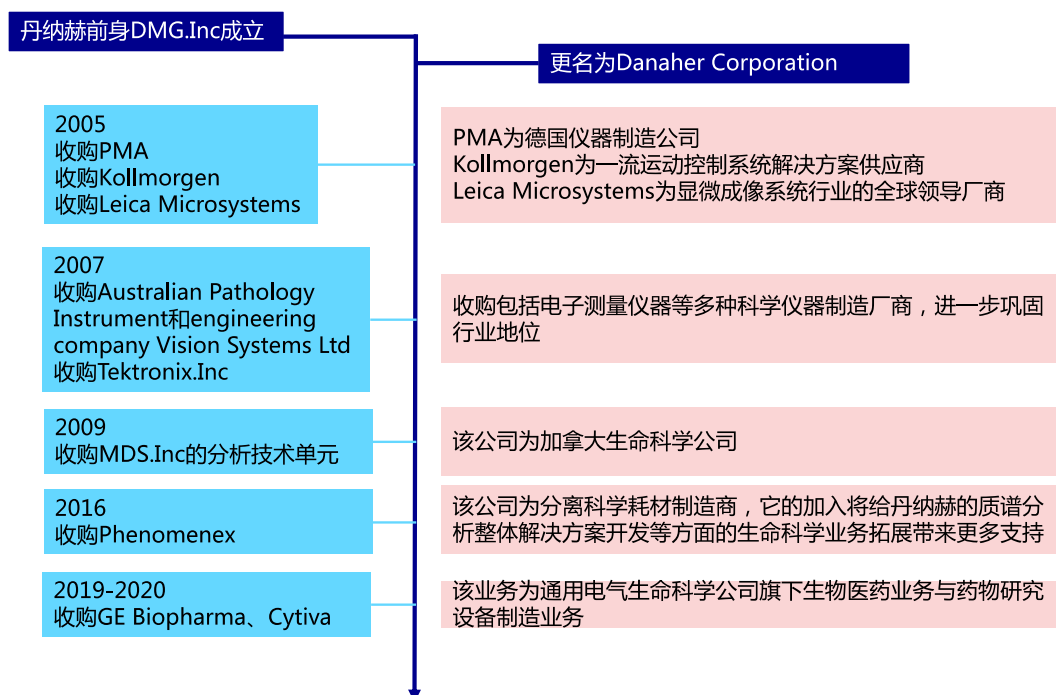 丹纳赫前身DMG.Inc成立
更名为Danaher Corporation
2005
收购PMA
收购Kollmorgen
收购Leica Microsystems
PMA为德国仪器制造公司
Kollmorgen为一流运动控制系统解决方案供应商
Leica Microsystems为显微成像系统行业的全球领导厂商
2007
收购Australian Pathology
Instrument和engineering
company Vision Systems Ltd
收购Tektronix.Inc
收购包括电子测量仪器等多种科学仪器制造厂商，进一步巩固
行业地位
2009
收购MDS.Inc的分析技术单元
该公司为加拿大生命科学公司
2016
收购Phenomenex
该公司为分离科学耗材制造商，它的加入将给丹纳赫的质谱分
析整体解决方案开发等方面的生命科学业务拓展带来更多支持
2019-2020
收购GE Biopharma、Cytiva
该业务为通用电气生命科学公司旗下生物医药业务与药物研究
设备制造业务